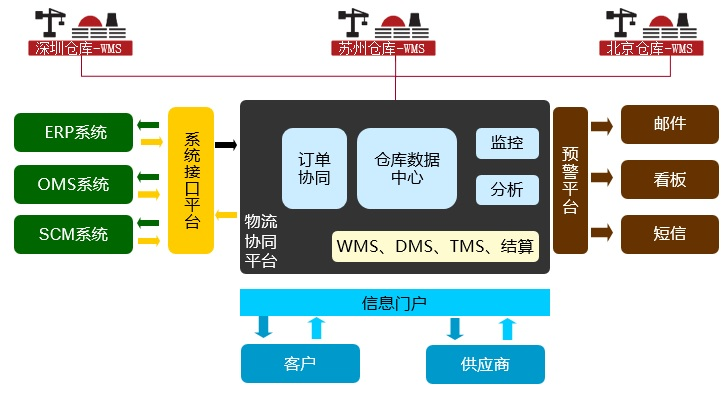 深圳仓库-WMS
苏州仓库-WMS
北京仓库-WMS
ERP系统
OMS系统
SCM系统
系统接口平台
物流
协同
平台
订单
协同
仓库数据
中心
监控
分析
WMS、DMS、TMS、结算
预警平台
邮件
看板
短信
信息门户
客户
供应商